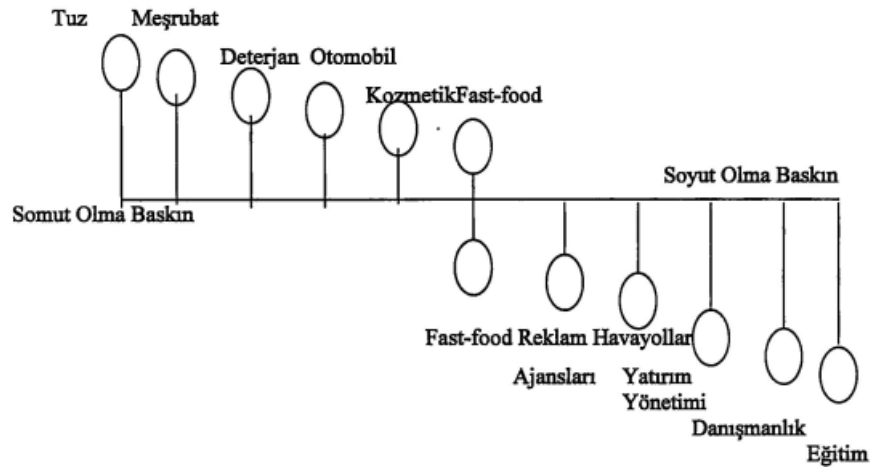 Tuz Meşrubat
Deterjan Otomobil
KozmetikFast-food
Soyut Olma Baskın
Somut Olma Baskın
Fast-food Reklam Havayollar
Ajansları Yatırım
Yönetimi
Danışmanlık
Eğitim